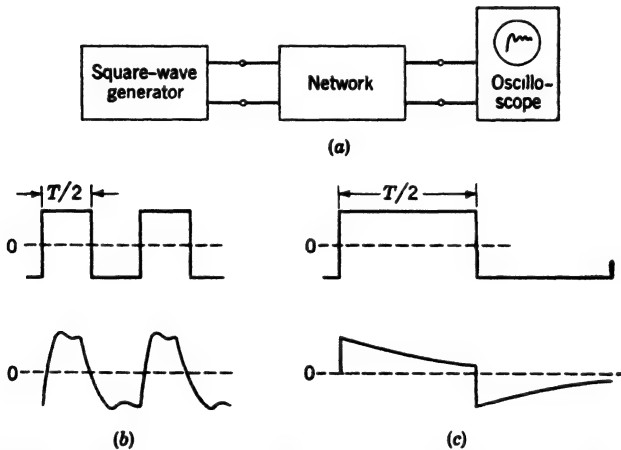 Square-wave
generator
Network
Oscillo-
scope
(a)
T/2
0
0
(b)
T/2
0
0
(c)